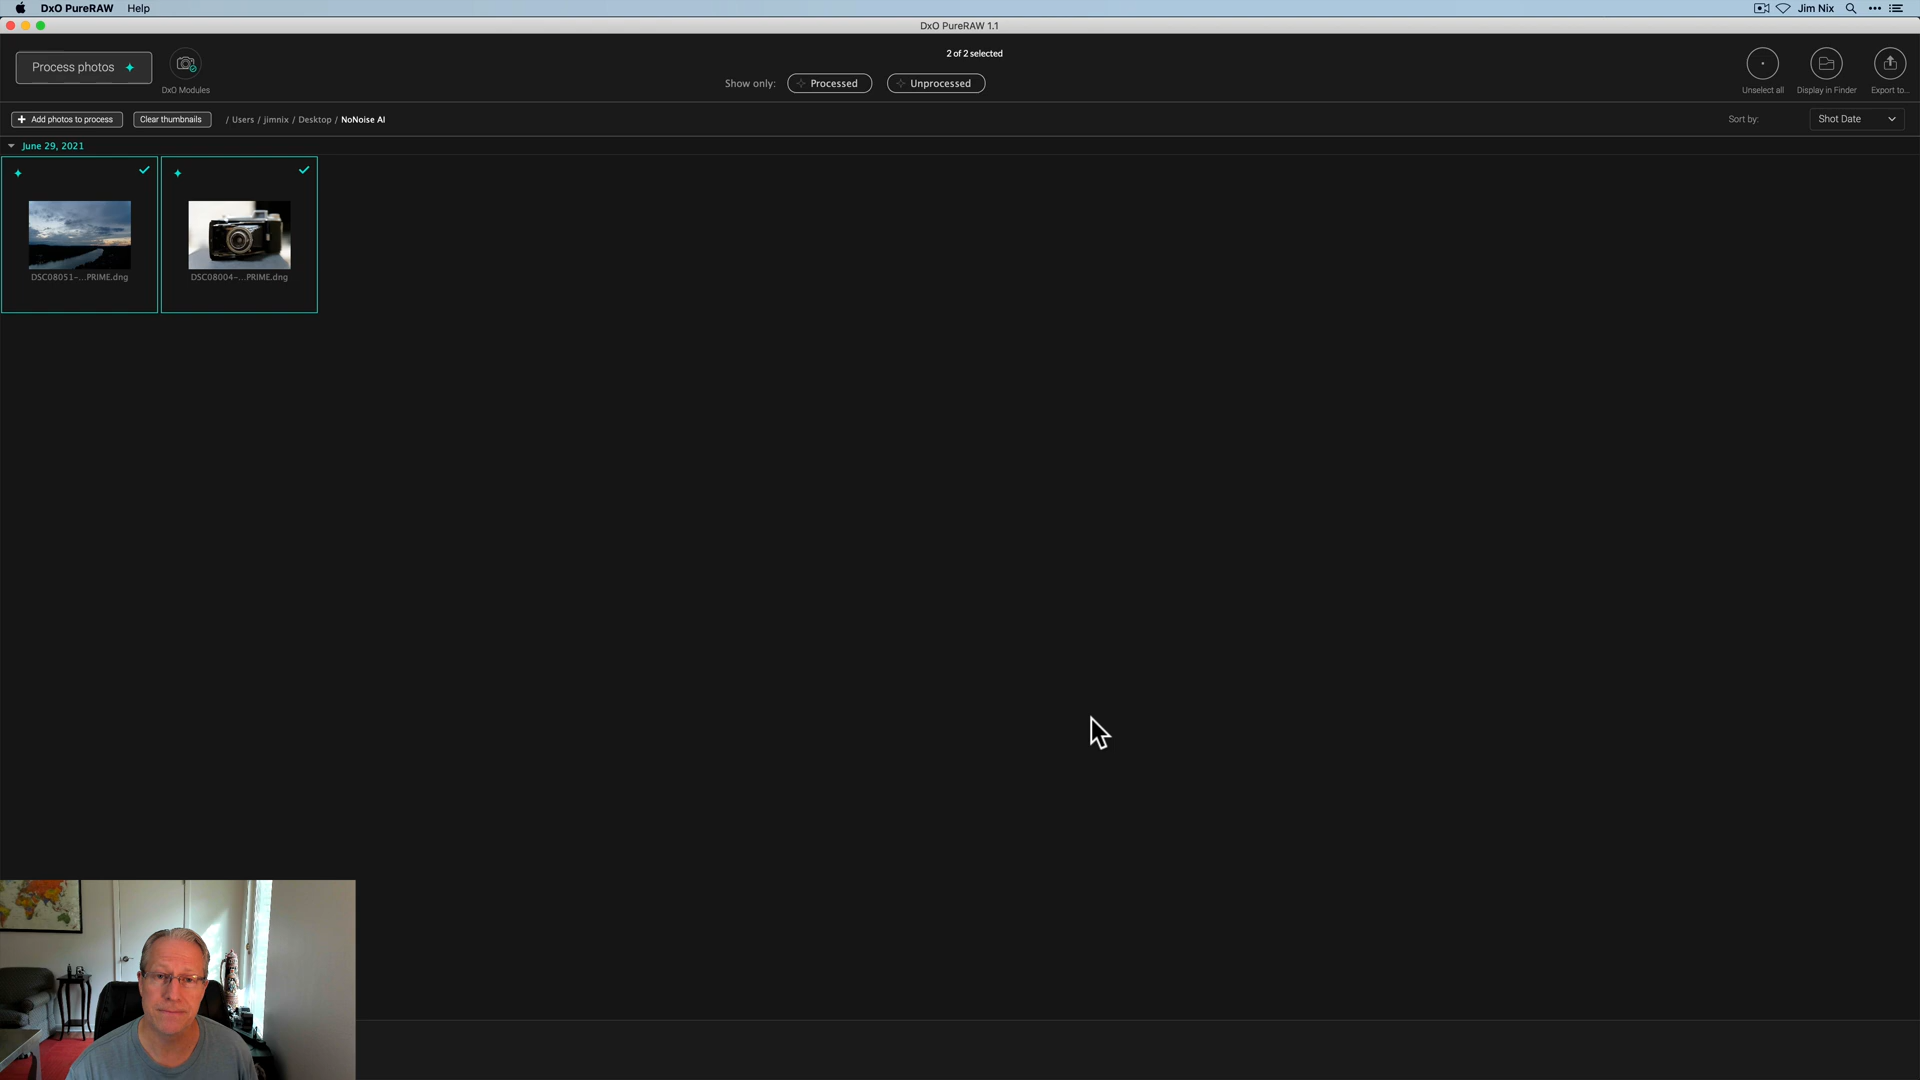 DxO PureRAW Help
Jim Nix
DxO PureRAW 1.1
Process photos
DxO Modules
2 of 2 selected
Show only: Processed Unprocessed
Unselect all
Display in Finder
Export to...
+ Add photos to process
Clear thumbnails
/ Users / jimnix / Desktop / NoNoise AI
Sort by: Shot Date
June 29, 2021
DSC08051-...PRIME.dng
DSC08004-...PRIME.dng